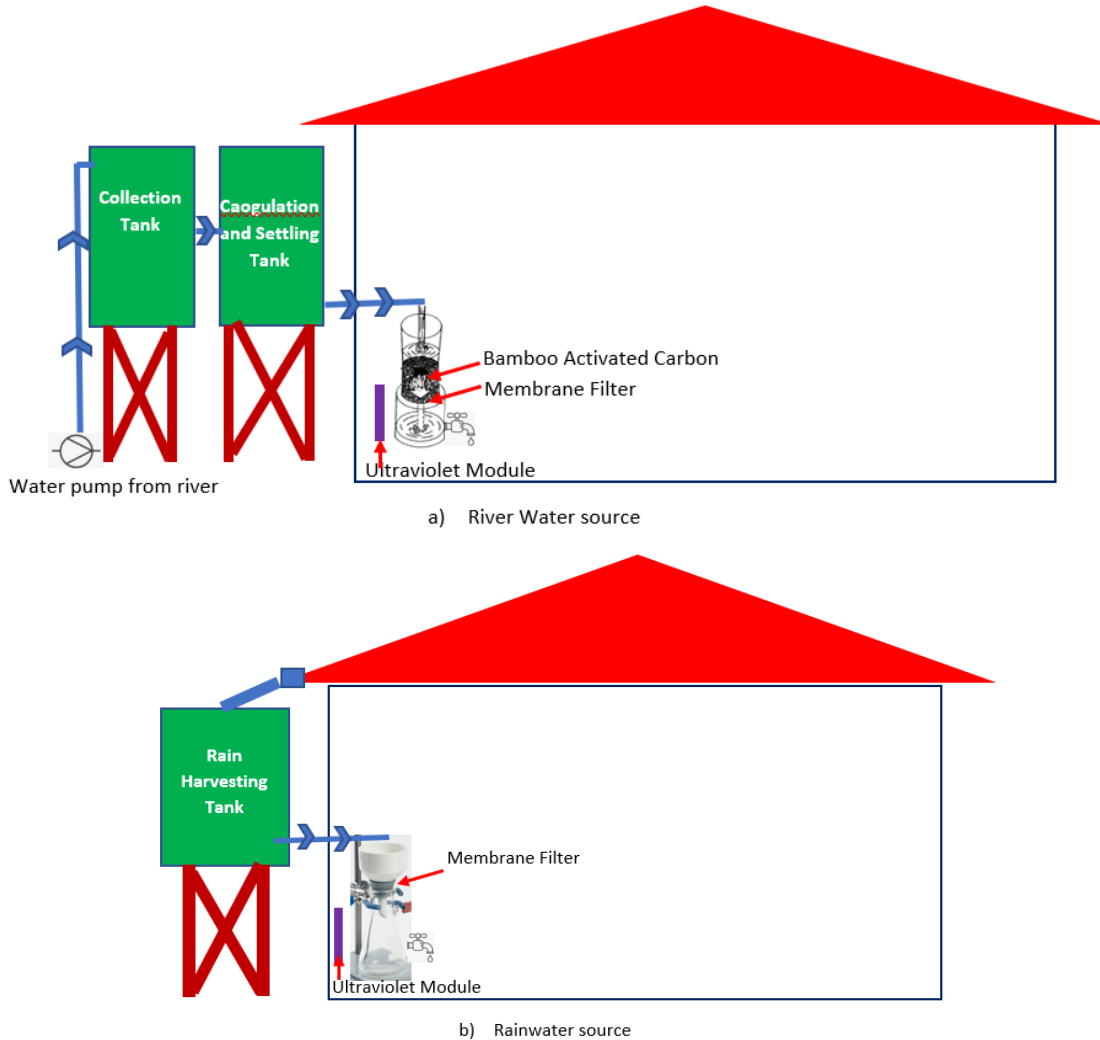 Collection
Tank
Caogulation
and Settling
Tank
Bamboo Activated Carbon
Membrane Filter
Ultraviolet Module
Water pump from river
a) River Water source
Rain
Harvesting
Tank
Membrane Filter
Ultraviolet Module
b) Rainwater source